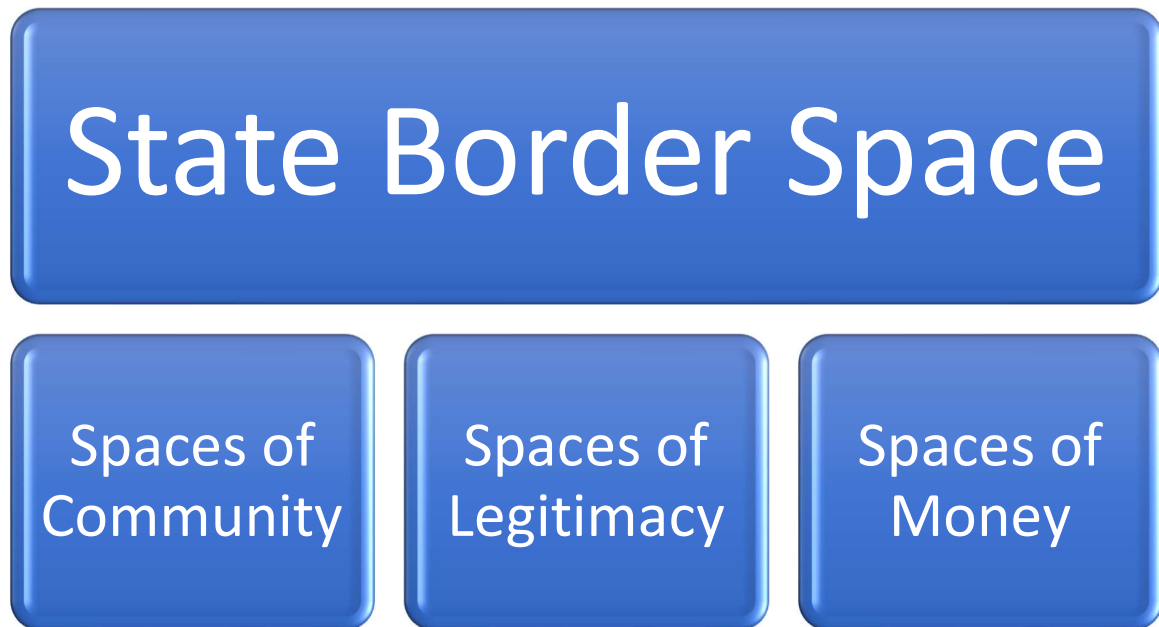 State Border Space
Spaces of
Community
Spaces of
Legitimacy
Spaces of
Money